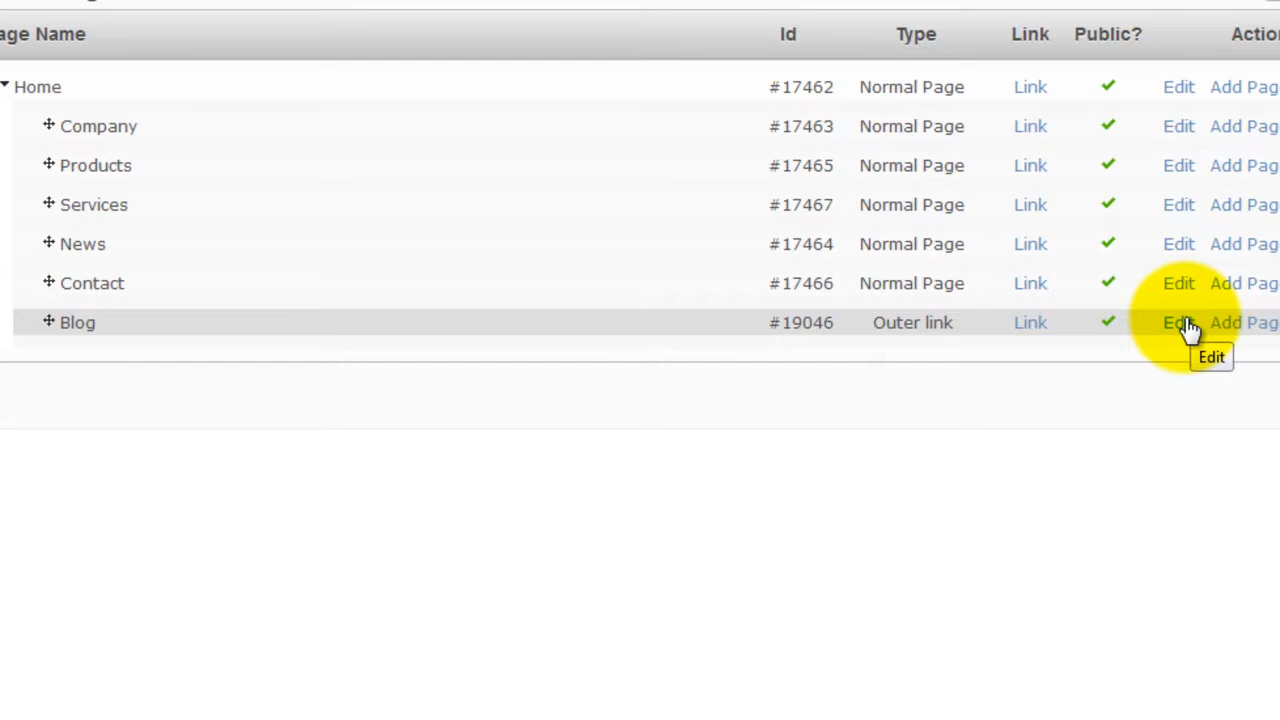 age Name Id Type Link Public? Action
Home #17462 Normal Page Link Edit Add Pag
Company #17463 Normal Page Link Edit Add Pag
Products #17465 Normal Page Link Edit Add Pag
Services #17467 Normal Page Link Edit Add Pag
News #17464 Normal Page Link Edit Add Pag
Contact #17466 Normal Page Link Edit Add Pag
Blog #19046 Outer link Link Edit Add Pag
Edit